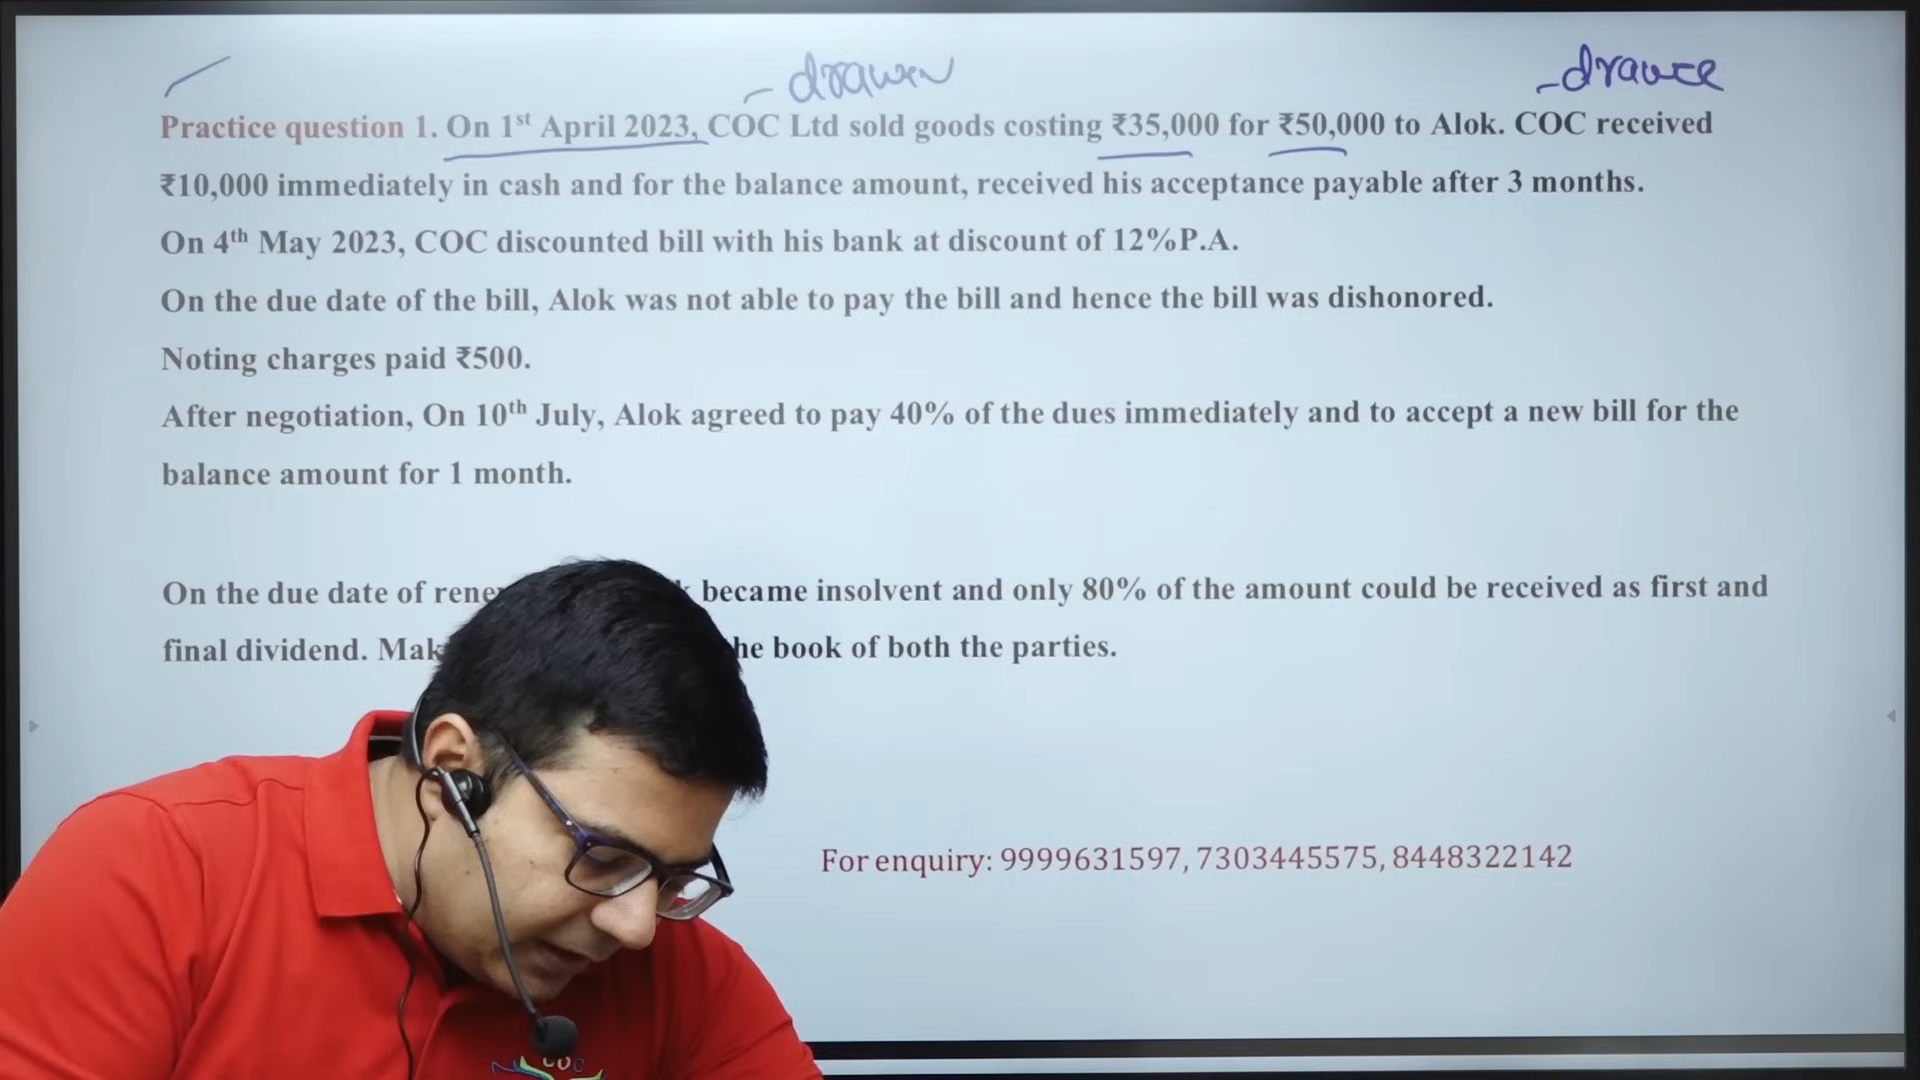 -drawer
-drawee
Practice question 1. On 1st April 2023, COC Ltd sold goods costing ₹35,000 for ₹50,000 to Alok. COC received
₹10,000 immediately in cash and for the balance amount, received his acceptance payable after 3 months.
On 4th May 2023, COC discounted bill with his bank at discount of 12%P.A.
On the due date of the bill, Alok was not able to pay the bill and hence the bill was dishonored.
Noting charges paid ₹500.
After negotiation, On 10th July, Alok agreed to pay 40% of the dues immediately and to accept a new bill for the
balance amount for 1 month.
On the due date of became insolvent and only 80% of the amount could be received as first and
final dividend. book of both the parties.
For enquiry: 9999631597, 7303445575, 8448322142
COC